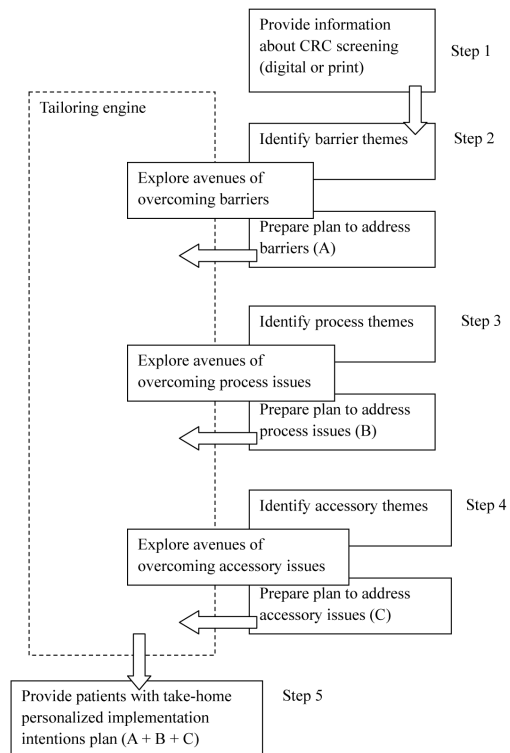 Provide information
about CRC screening
(digital or print)
Step 1
Tailoring engine
Identify barrier themes
Step 2
Explore avenues of
overcoming barriers
Prepare plan to address
barriers (A)
Identify process themes
Step 3
Explore avenues of
overcoming process issues
Prepare plan to address
process issues (B)
Identify accessory themes
Step 4
Explore avenues of
overcoming accessory issues
Prepare plan to address
accessory issues (C)
Provide patients with take-home
personalized implementation
intentions plan (A + B + C)
Step 5